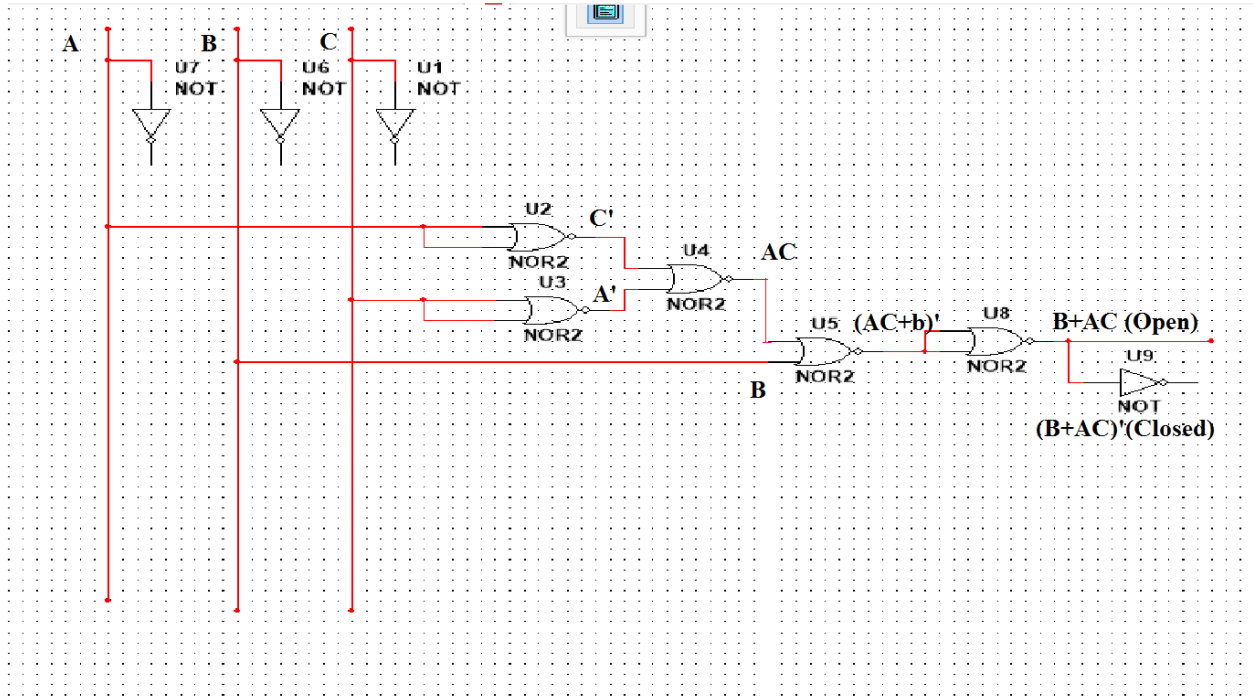 A
B
C
U7
NOT
U6
NOT
U1
NOT
U2
NOR2
C'
U3
NOR2
A'
U4
NOR2
AC
U5
NOR2
B
(AC+b)'
U8
NOR2
B+AC (Open)
U9
NOT
(B+AC)'(Closed)